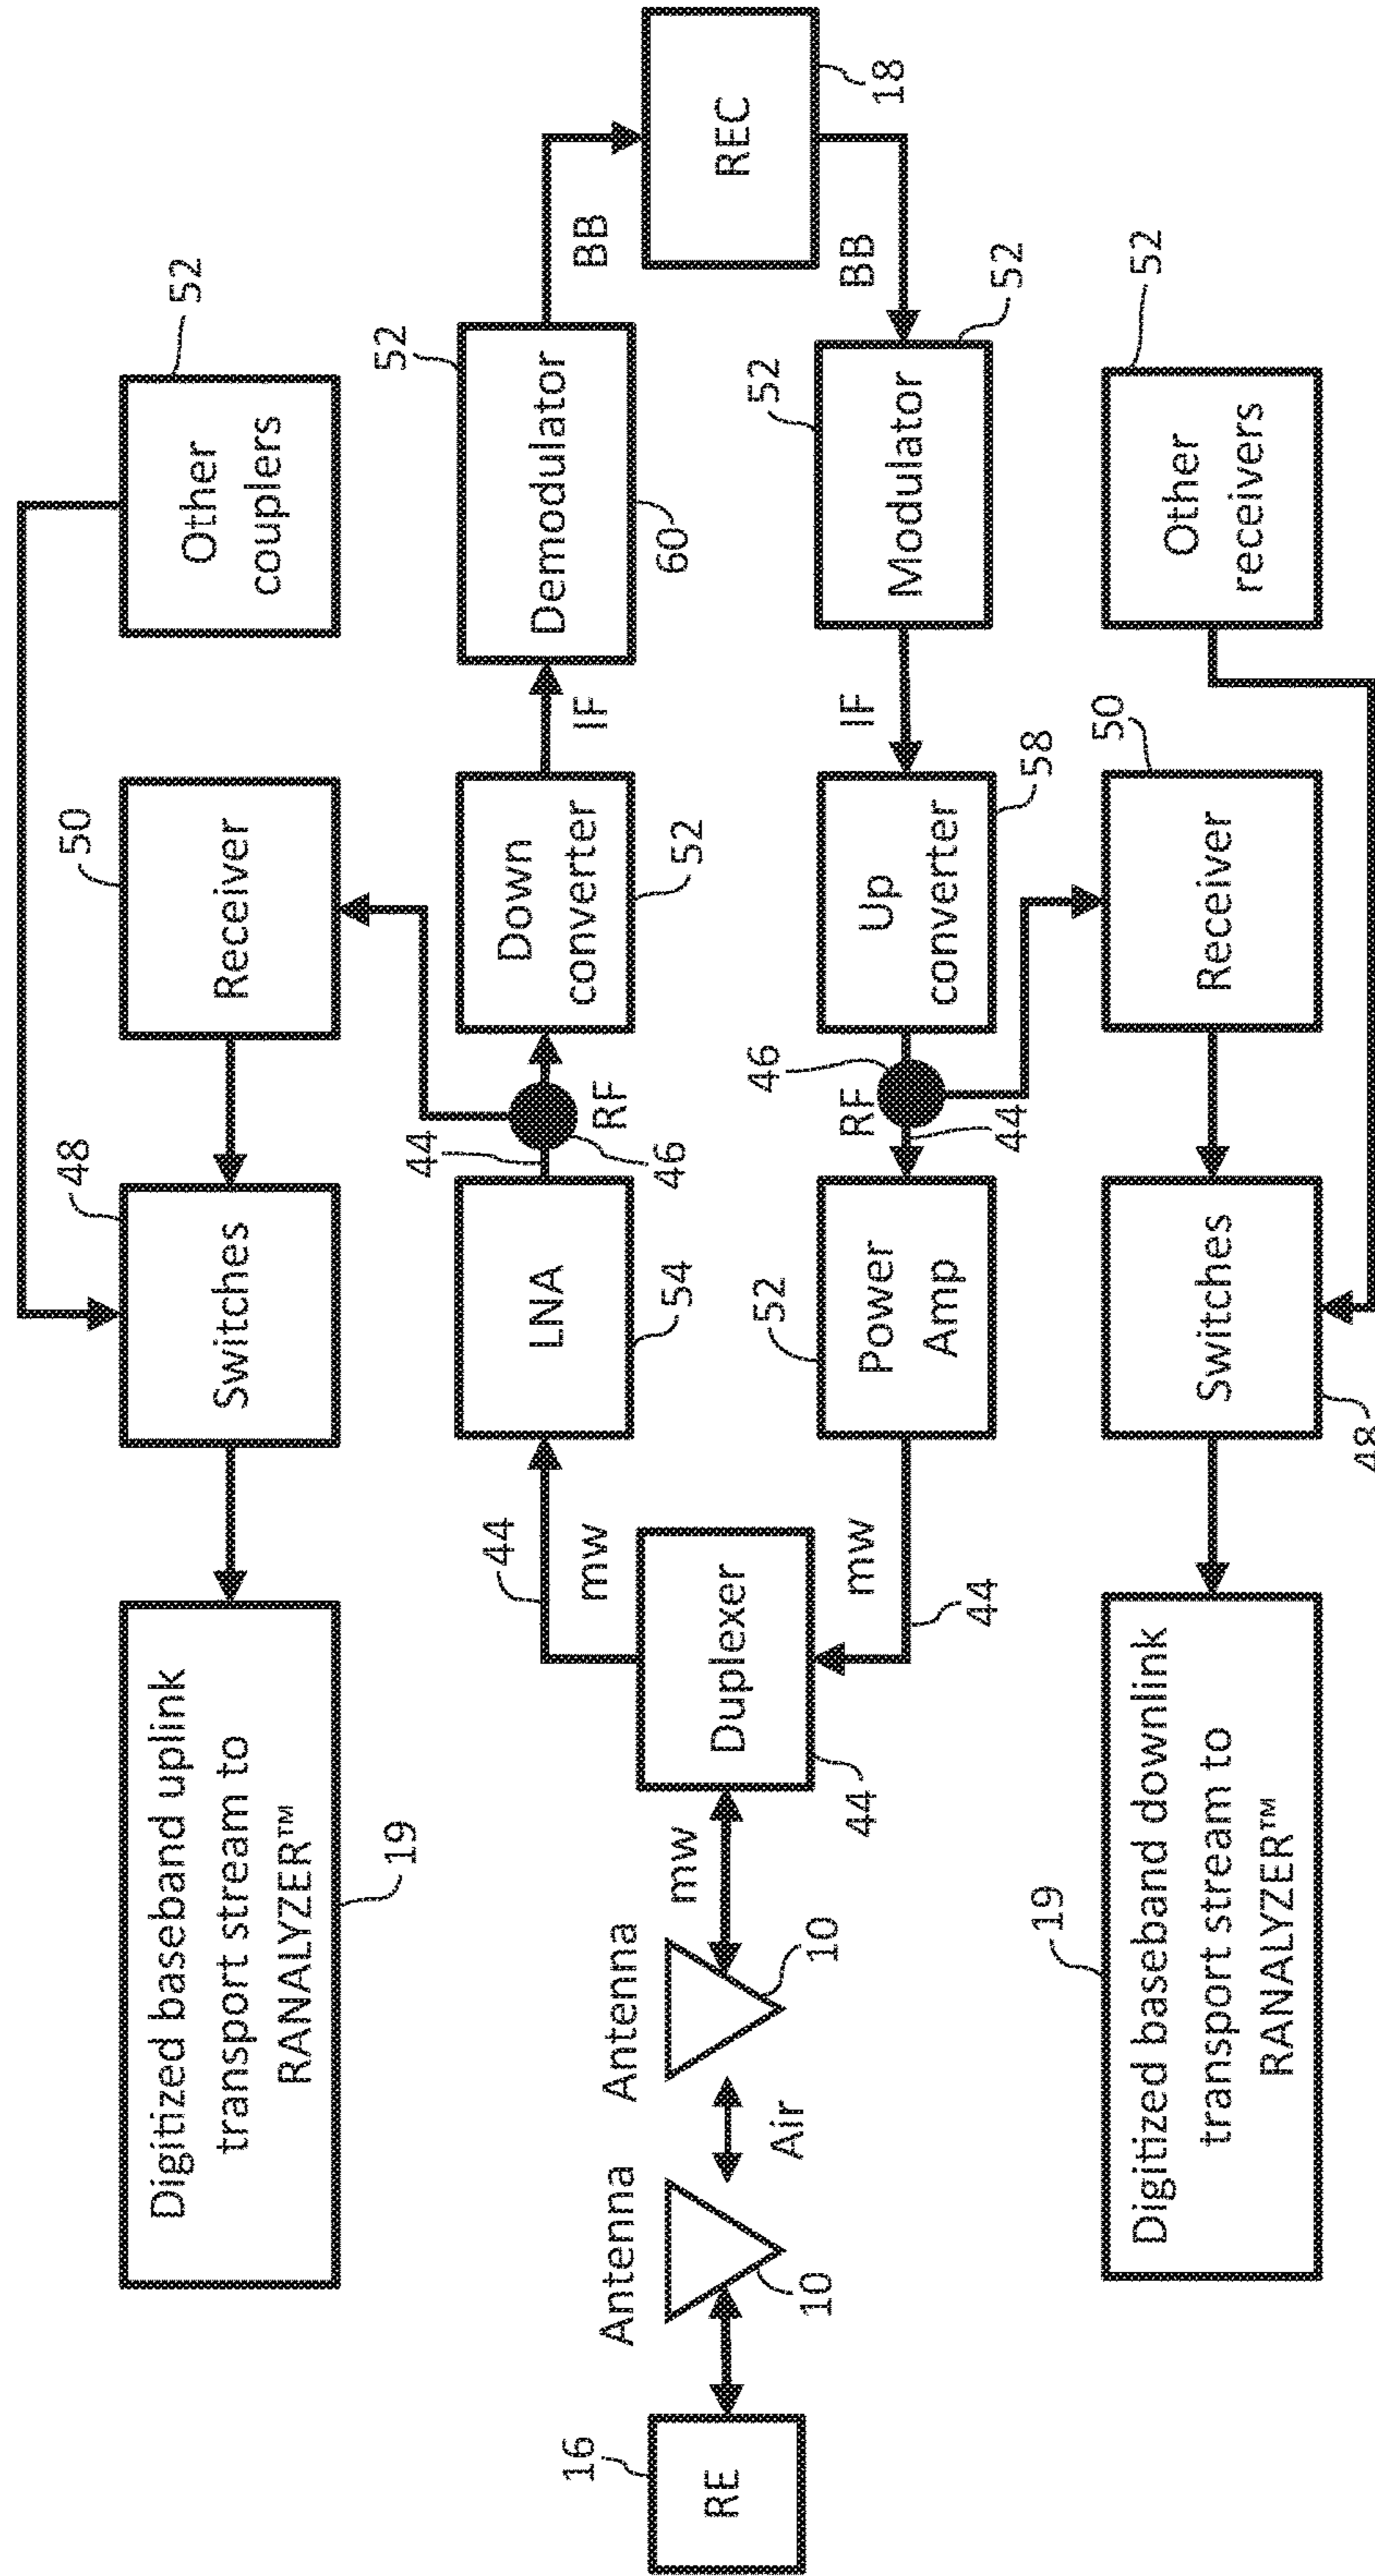 Digitized baseband uplink
transport stream to
RANALYZER™
19
Switches
48
Receiver
50
Other
couplers
52
RE
16
Antenna
10
Air
Antenna
10
mw
Duplexer
44
44
mw
LNA
54
44
46
RF
Down
converter
52
IF
Demodulator
52
60
BB
REC
18
BB
Modulator
52
52
IF
Up
converter
58
46
RF
44
Power
Amp
52
mw
44
Digitized baseband downlink
transport stream to
RANALYZER™
19
Switches
48
Receiver
50
Other
receivers
52